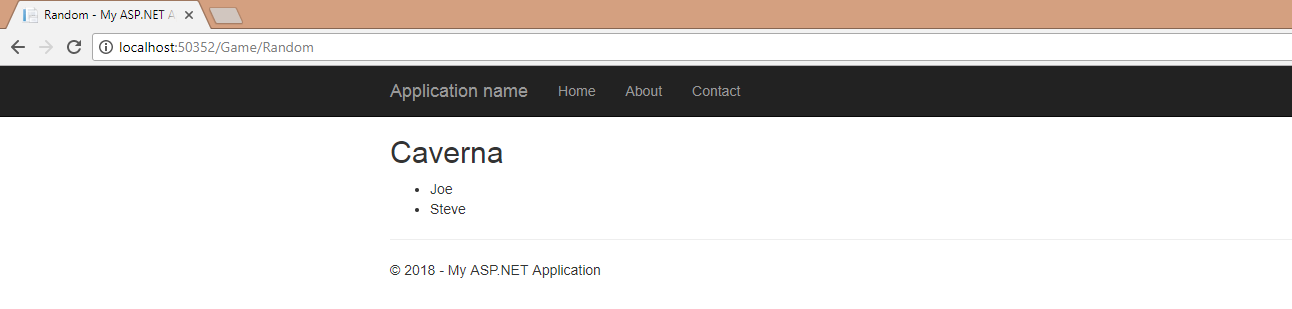 Random - My ASP.NET A
localhost:50352/Game/Random
Application name Home About Contact
Caverna
Joe
Steve
© 2018 - My ASP.NET Application